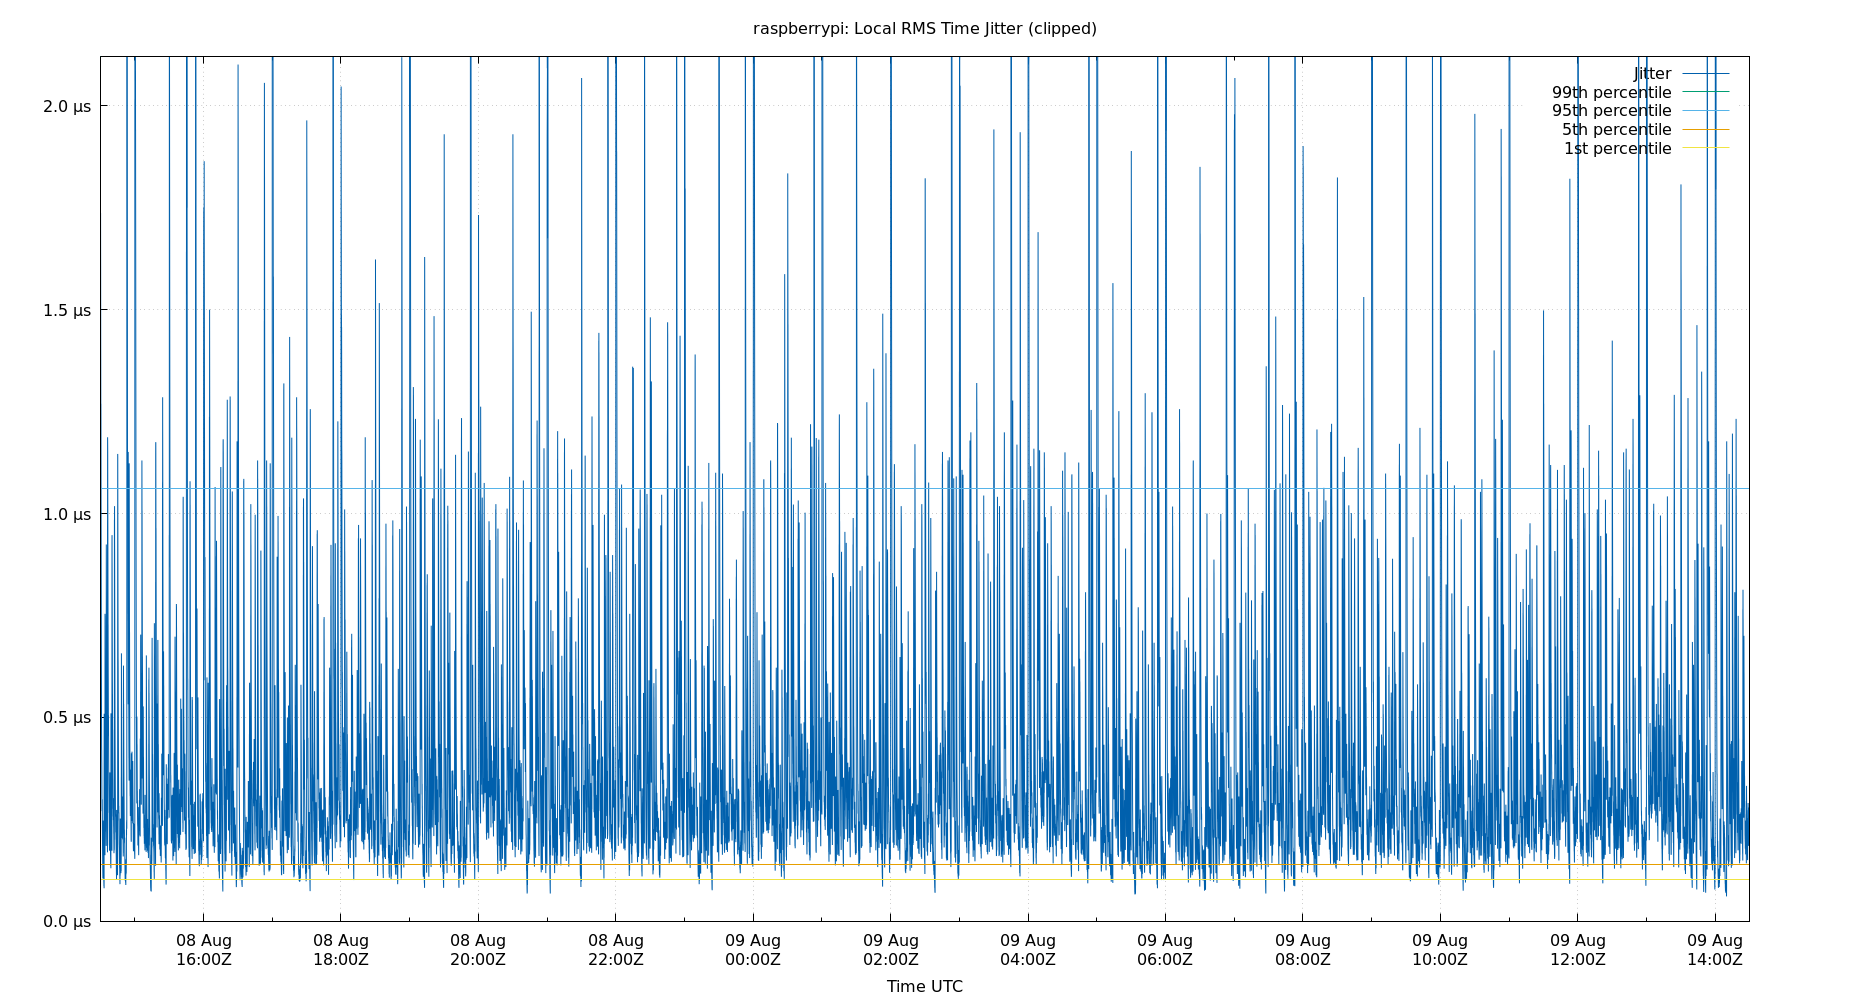 raspberrypi: Local RMS Time Jitter (clipped)
Jitter
99th percentile
95th percentile
5th percentile
1st percentile
2.0 µs
1.5 µs
1.0 µs
0.5 µs
0.0 µs
08 Aug 08 Aug 08 Aug 08 Aug 09 Aug 09 Aug 09 Aug 09 Aug 09 Aug 09 Aug 09 Aug 09 Aug
16:00Z 18:00Z 20:00Z 22:00Z 00:00Z 02:00Z 04:00Z 06:00Z 08:00Z 10:00Z 12:00Z 14:00Z
Time UTC